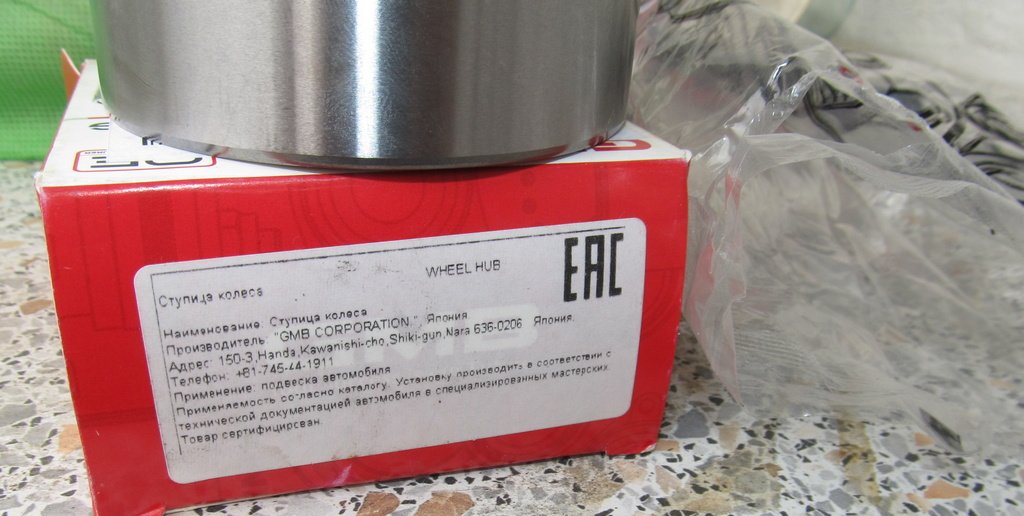 Ступица колеса
WHEEL HUB
EAC
Наименование: Ступица колеса
Производитель: "GMB CORPORATION ", Япония
Адрес: 150-3,Handa,Kawanishi-cho,Shiki-gun,Nara 636-0206 Япония.
Телефон: +81-745-44-1911
Применение: подвеска автомобиля
Применяемость согласно каталогу. Установку производить в соответствии с
технической документацией автомобиля в специализированных мастерских.
Товар сертифицирован.
GMB